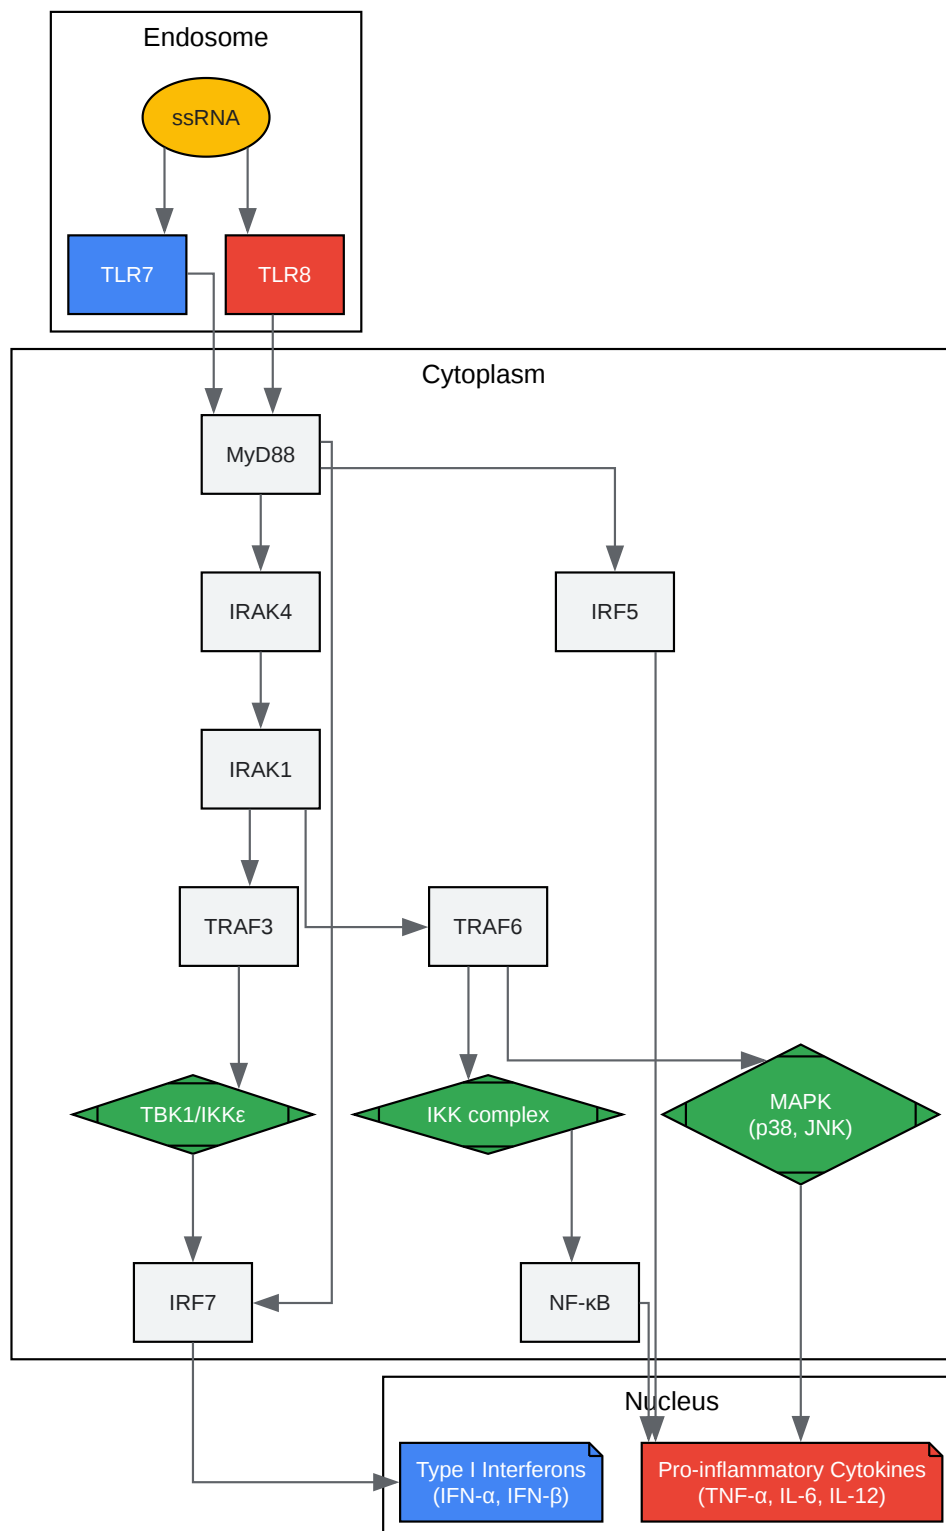 Endosome
ssRNA
TLR7
TLR8
Cytoplasm
MyD88
IRAK4
IRF5
IRAK1
TRAF3
TRAF6
TBK1/IKKε
IKK complex
MAPK
(p38, JNK)
IRF7
NF-κB
Nucleus
Type I Interferons
(IFN-α, IFN-β)
Pro-inflammatory Cytokines
(TNF-α, IL-6, IL-12)